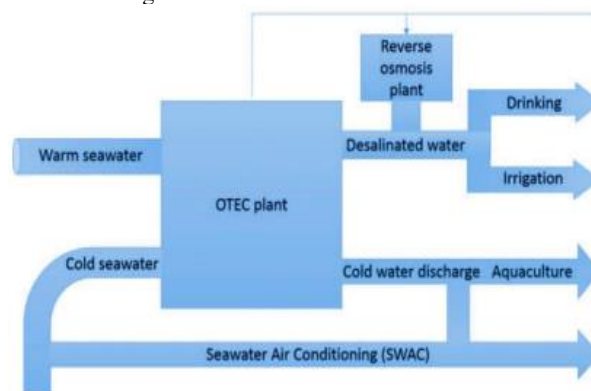 Reverse
osmosis
plant
Drinking
Warm seawater
Desalinated water
Irrigation
OTEC plant
Cold seawater
Cold water discharge
Aquaculture
Seawater Air Conditioning (SWAC)